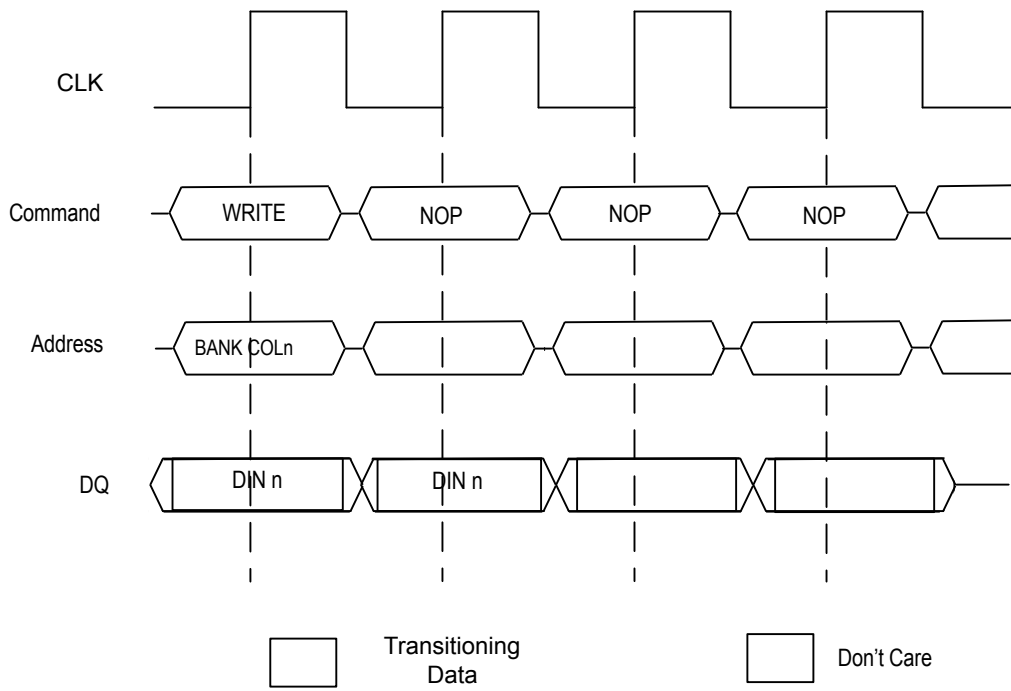 CLK
Command
WRITE
NOP
NOP
NOP
Address
BANK COLn
DQ
DIN n
DIN n
Transitioning
Data
Don't Care